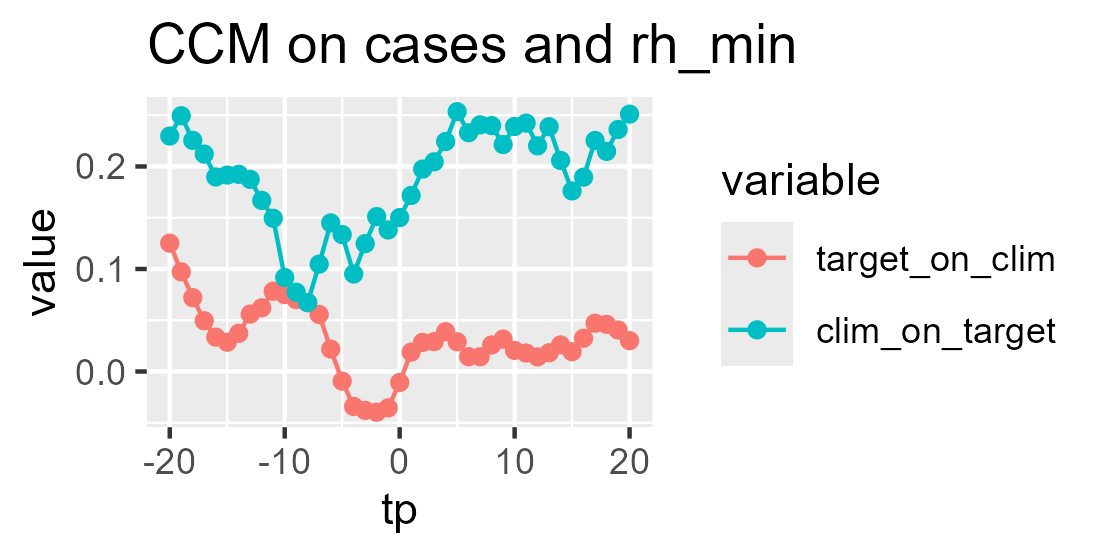 CCM on cases and rh_min
value
0.2
0.1
0.0
-20 -10 0 10 20
tp
variable
target_on_clim
clim_on_target